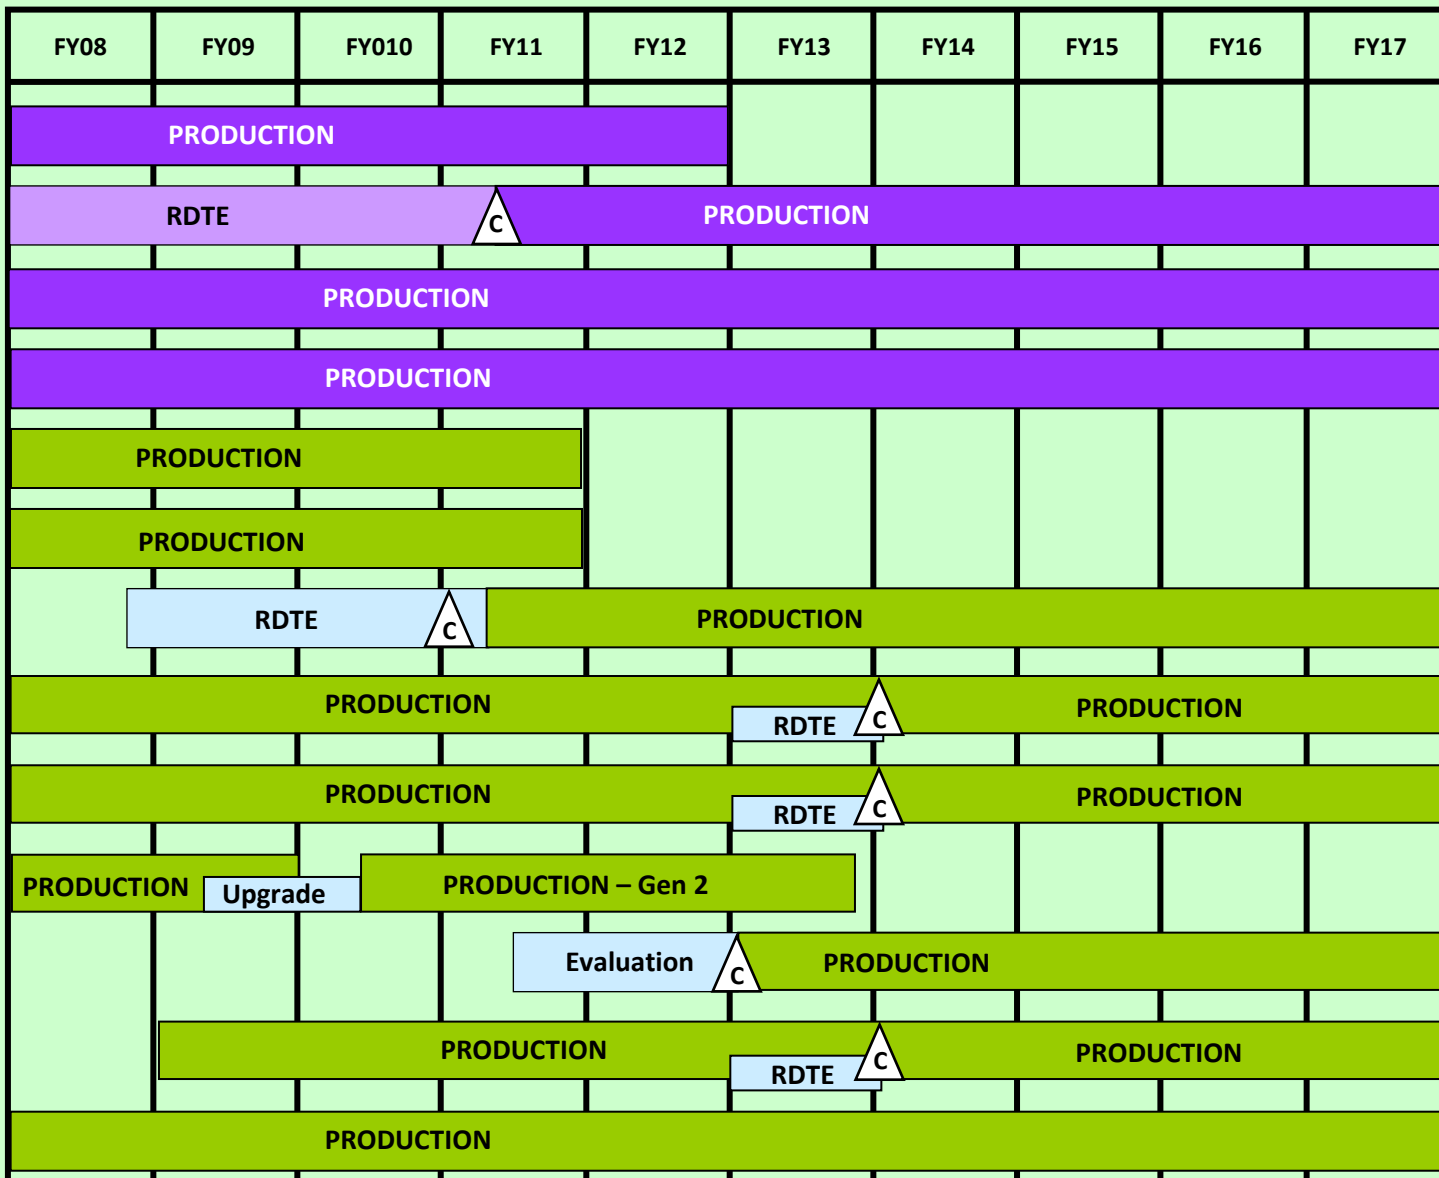 FY08 FY09 FY010 FY11 FY12 FY13 FY14 FY15 FY16 FY17
PRODUCTION
RDTE C PRODUCTION
PRODUCTION
PRODUCTION
PRODUCTION
PRODUCTION
RDTE C PRODUCTION
PRODUCTION RDTE C PRODUCTION
PRODUCTION RDTE C PRODUCTION
PRODUCTION Upgrade PRODUCTION – Gen 2
Evaluation C PRODUCTION
PRODUCTION RDTE C PRODUCTION
PRODUCTION